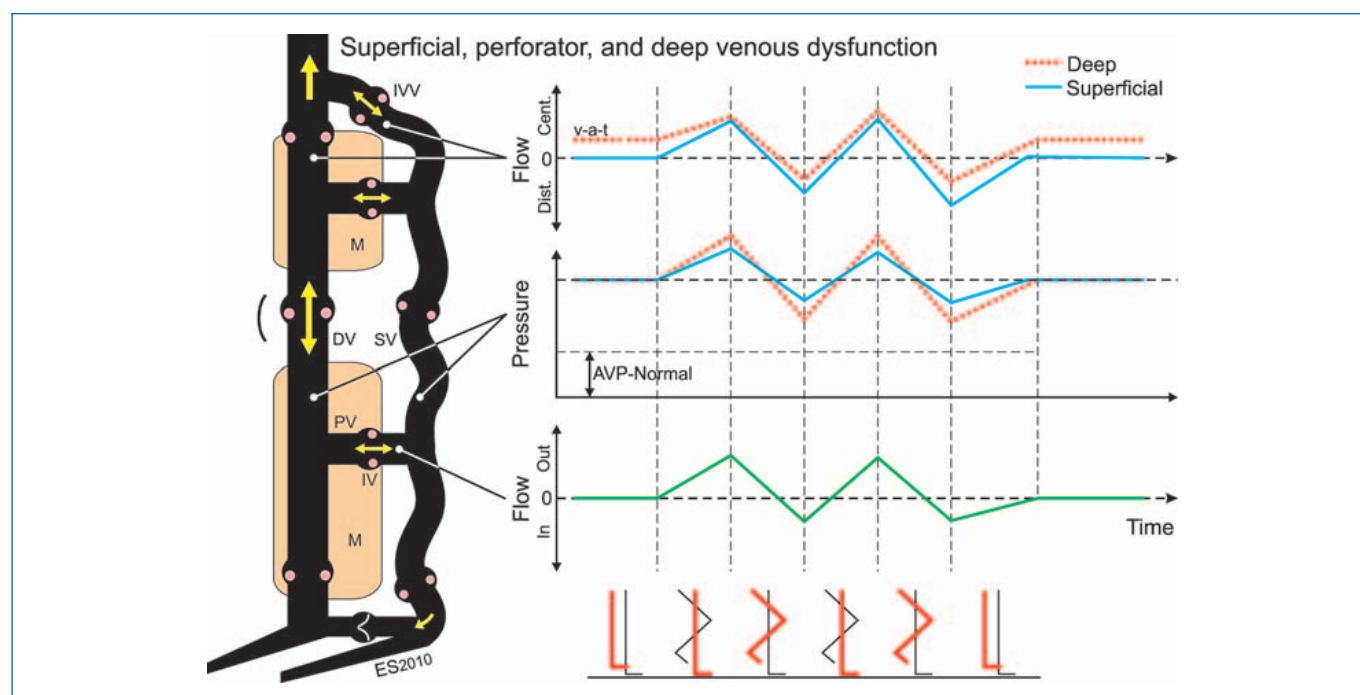 Superficial, perforator, and deep venous dysfunction
Deep
Superficial
IVV
Cent.
v-a-t
Flow
0
Dist.
M
DV
SV
Pressure
AVP-Normal
PV
IV
Out
Flow
0
In
Time
M
ES2010